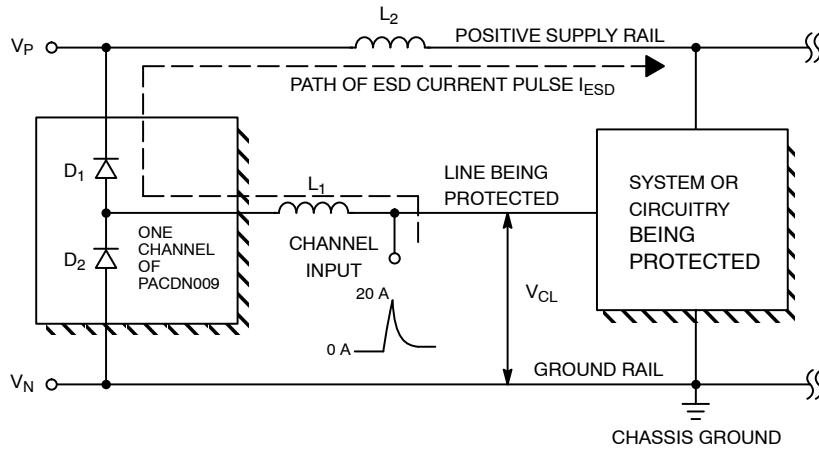 L2
VP
POSITIVE SUPPLY RAIL
PATH OF ESD CURRENT PULSE IESD
D1
L1
LINE BEING
PROTECTED
SYSTEM OR
CIRCUITRY
BEING
PROTECTED
ONE
CHANNEL
OF
PACDN009
D2
CHANNEL
INPUT
VCL
20 A
0 A
VN
GROUND RAIL
CHASSIS GROUND